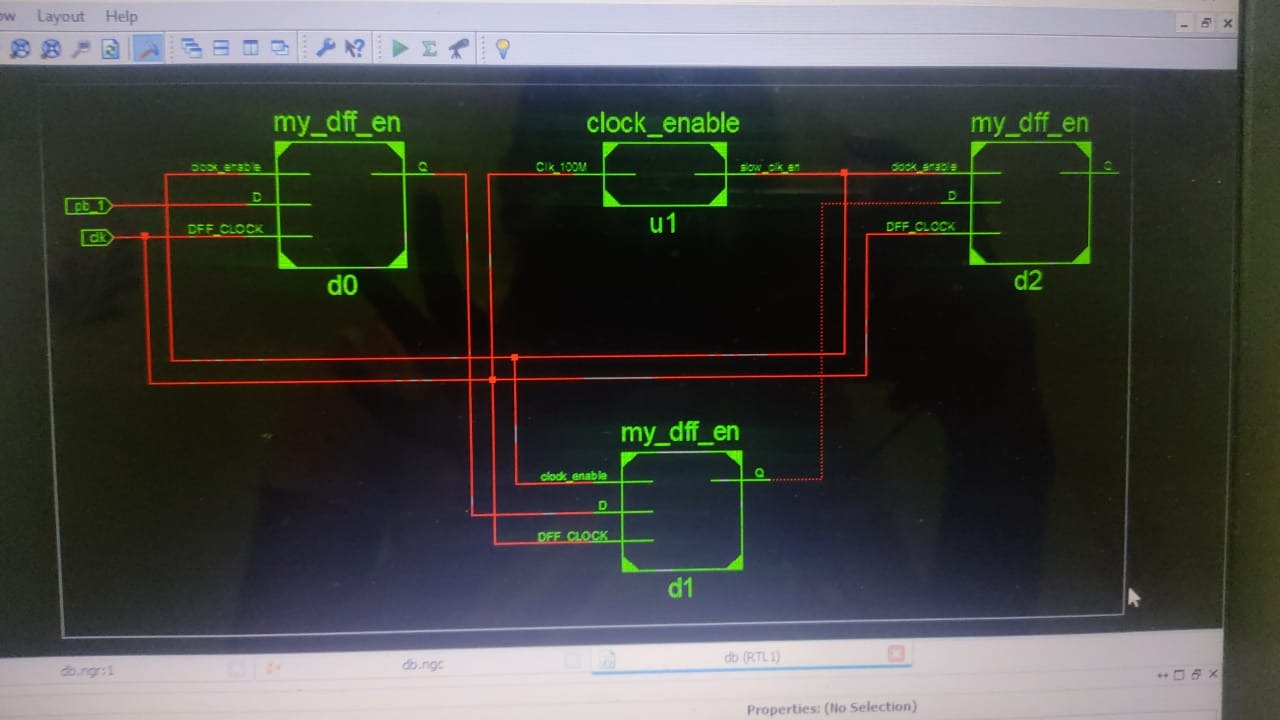 Layout Help
my_dff_en
clock_enable
Q
pb_1
D
clk
DFF_CLOCK
d0
clock_enable
Clk_100M
slow_clk_en
u1
my_dff_en
clock_enable
Q
D
DFF_CLOCK
d2
my_dff_en
clock_enable
Q
D
DFF_CLOCK
d1
db.ngr:1
db.ngc
db (RTL1)
Properties: (No Selection)